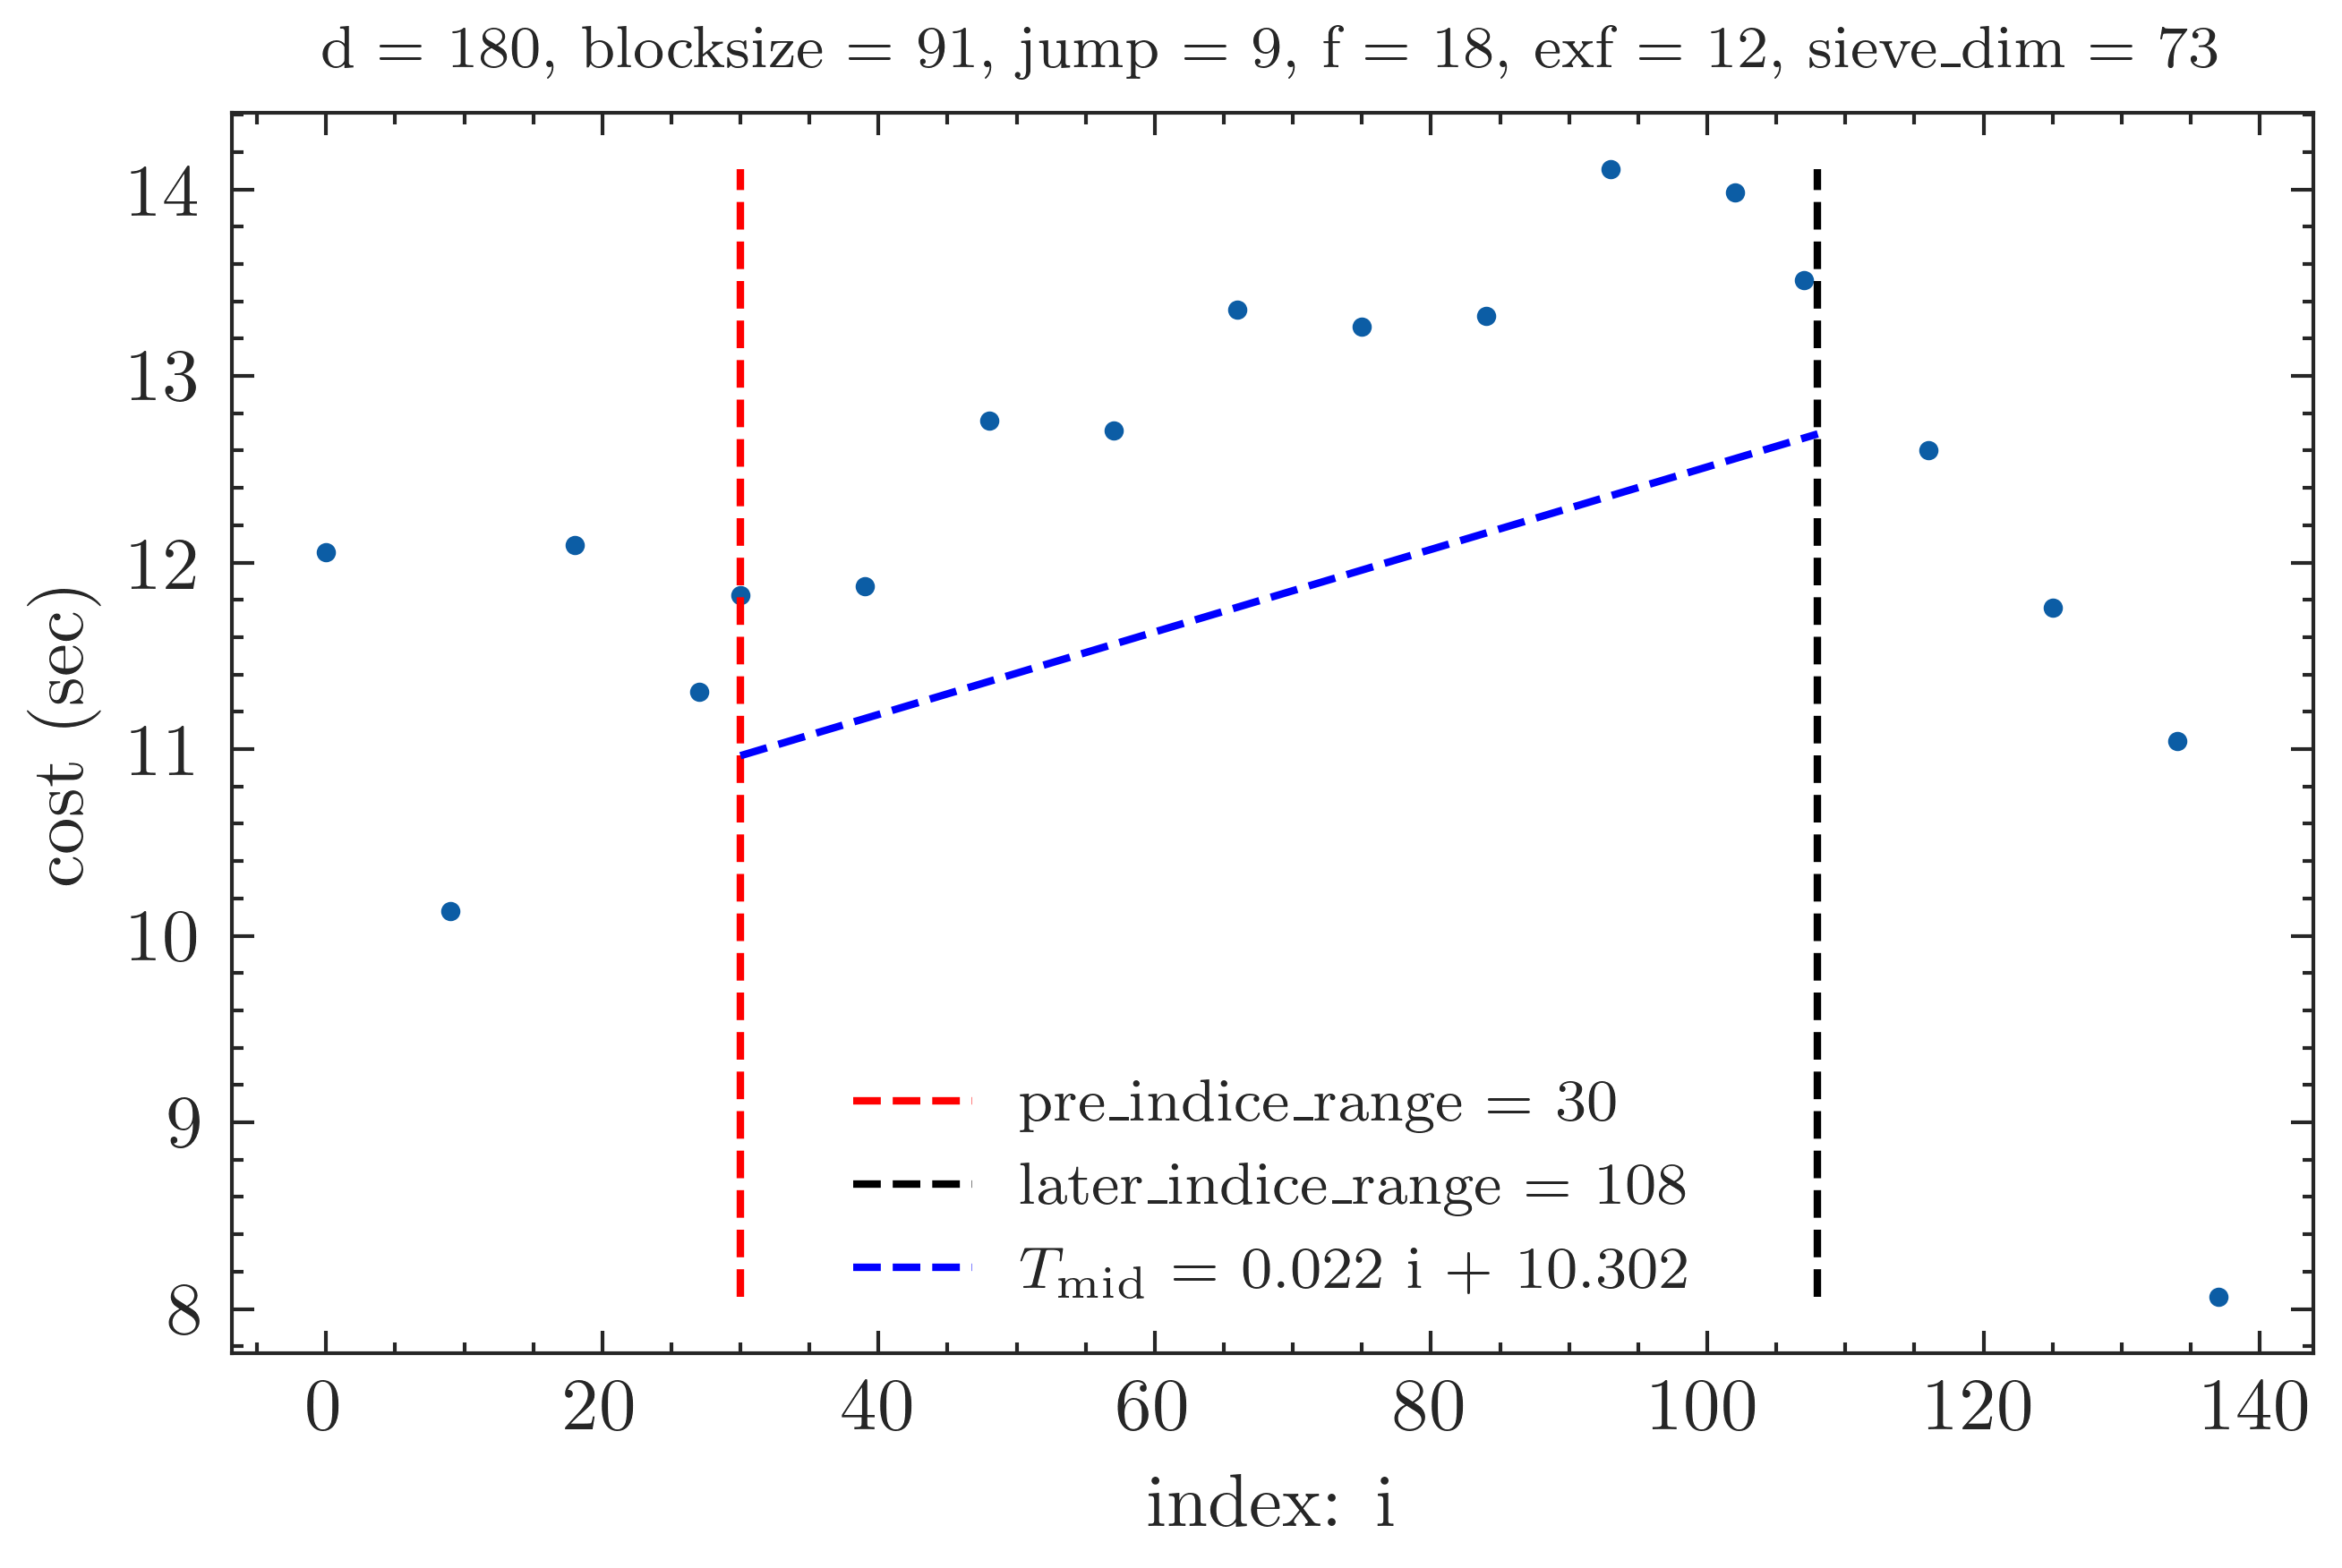 d = 180, blocksize = 91, jump = 9, f = 18, exf = 12, sieve_dim = 73
14
13
12
11
10
9
8
cost (sec)
pre_indice_range = 30
later_indice_range = 108
T_mid = 0.022 i + 10.302
0 20 40 60 80 100 120 140
index: i